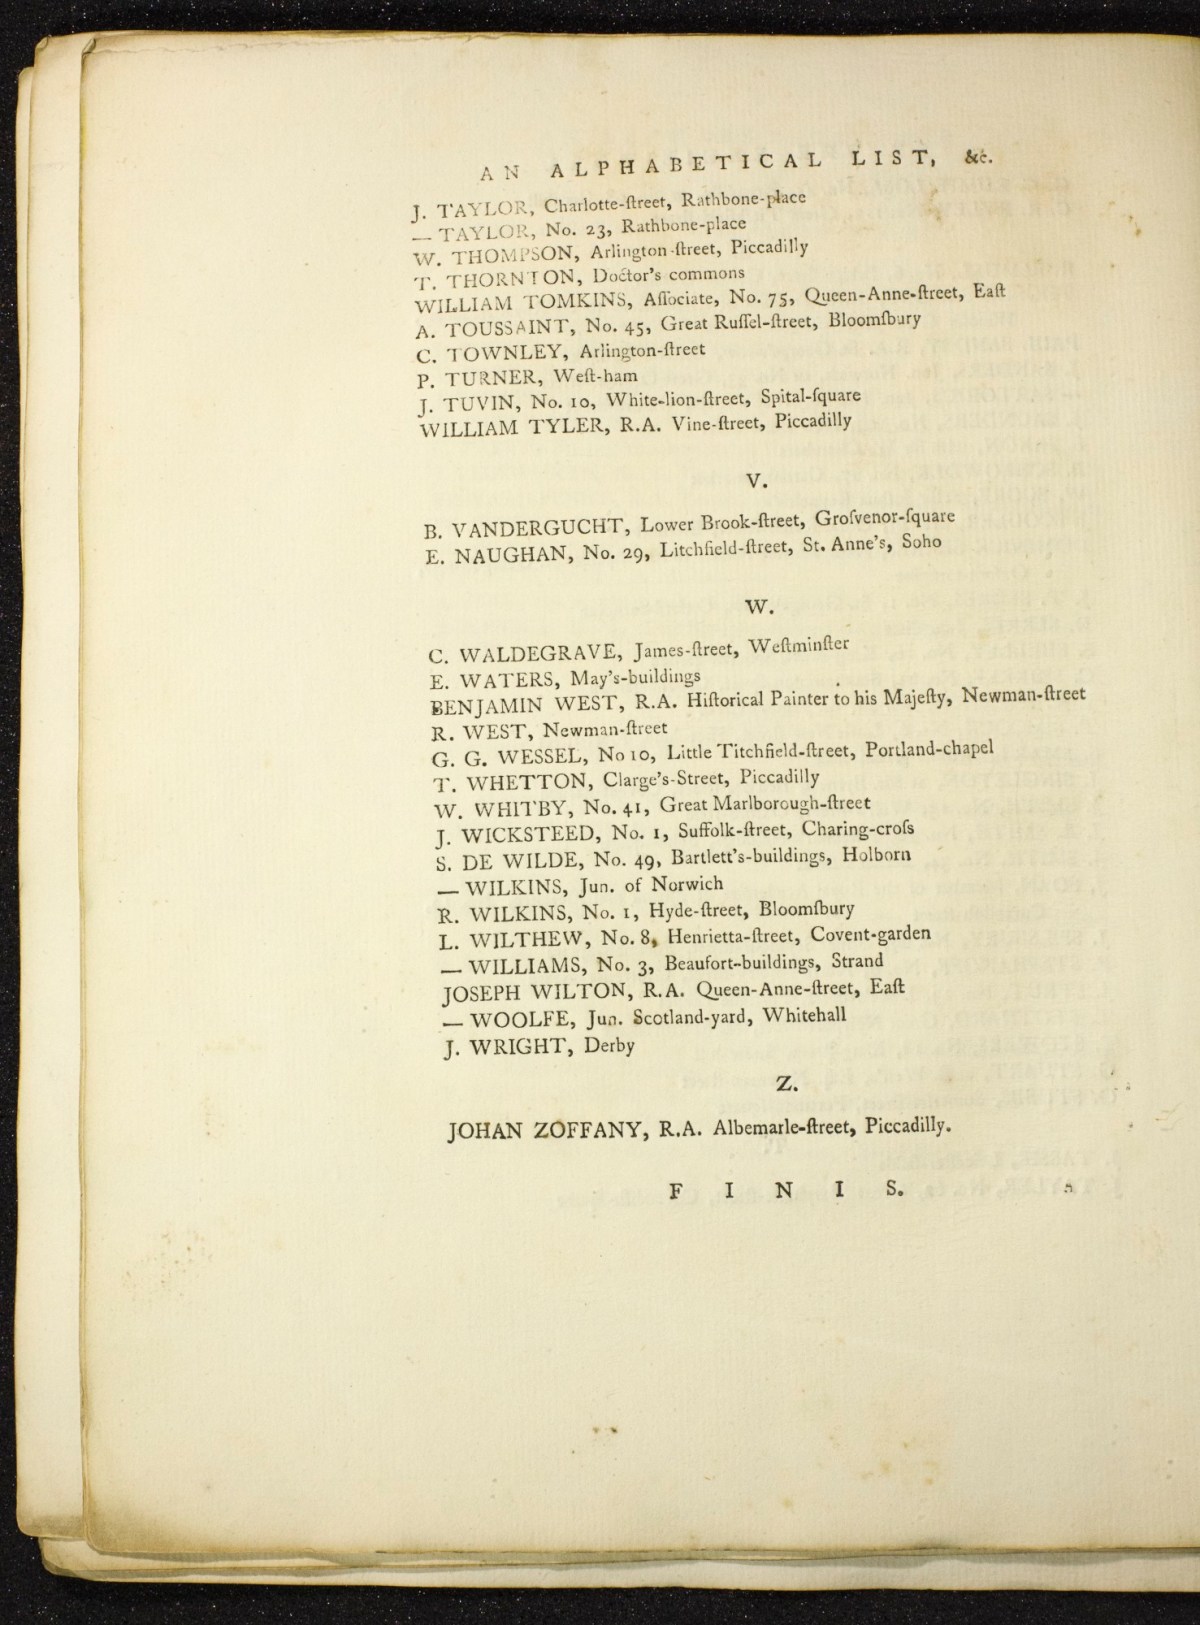 AN ALPHABETICAL LIST, &c.
J. TAYLOR, Charlotte-ſtreet, Rathbone-place
— TAYLOR, No. 23, Rathbone-place
W. THOMPSON, Arlington-ſtreet, Piccadilly
T. THORNTON, Doctor's commons
WILLIAM TOMKINS, Aſſociate, No. 75, Queen-Anne-ſtreet, Eaſt
A. TOUSSAINT, No. 45, Great Ruſſel-ſtreet, Bloomſbury
C. TOWNLEY, Arlington-ſtreet
P. TURNER, Weſt-ham
J. TUVIN, No. 10, White-lion-ſtreet, Spital-ſquare
WILLIAM TYLER, R.A. Vine-ſtreet, Piccadilly
V.
B. VANDERGUCHT, Lower Brook-ſtreet, Groſvenor-ſquare
E. NAUGHAN, No. 29, Litchfield-ſtreet, St. Anne's, Soho
W.
C. WALDEGRAVE, James-ſtreet, Weſtminſter
E. WATERS, May's-buildings
BENJAMIN WEST, R.A. Hiſtorical Painter to his Majeſty, Newman-ſtreet
R. WEST, Newman-ſtreet
G. G. WESSEL, No 10, Little Titchfield-ſtreet, Portland-chapel
T. WHETTON, Clarge's-Street, Piccadilly
W. WHITBY, No. 41, Great Marlborough-ſtreet
J. WICKSTEED, No. 1, Suffolk-ſtreet, Charing-croſs
S. DE WILDE, No. 49, Bartlett's-buildings, Holborn
— WILKINS, Jun. of Norwich
R. WILKINS, No. 1, Hyde-ſtreet, Bloomſbury
L. WILTHEW, No. 8, Henrietta-ſtreet, Covent-garden
— WILLIAMS, No. 3, Beaufort-buildings, Strand
JOSEPH WILTON, R.A. Queen-Anne-ſtreet, Eaſt
— WOOLFE, Jun. Scotland-yard, Whitehall
J. WRIGHT, Derby
Z.
JOHAN ZOFFANY, R.A. Albemarle-ſtreet, Piccadilly.
F I N I S.